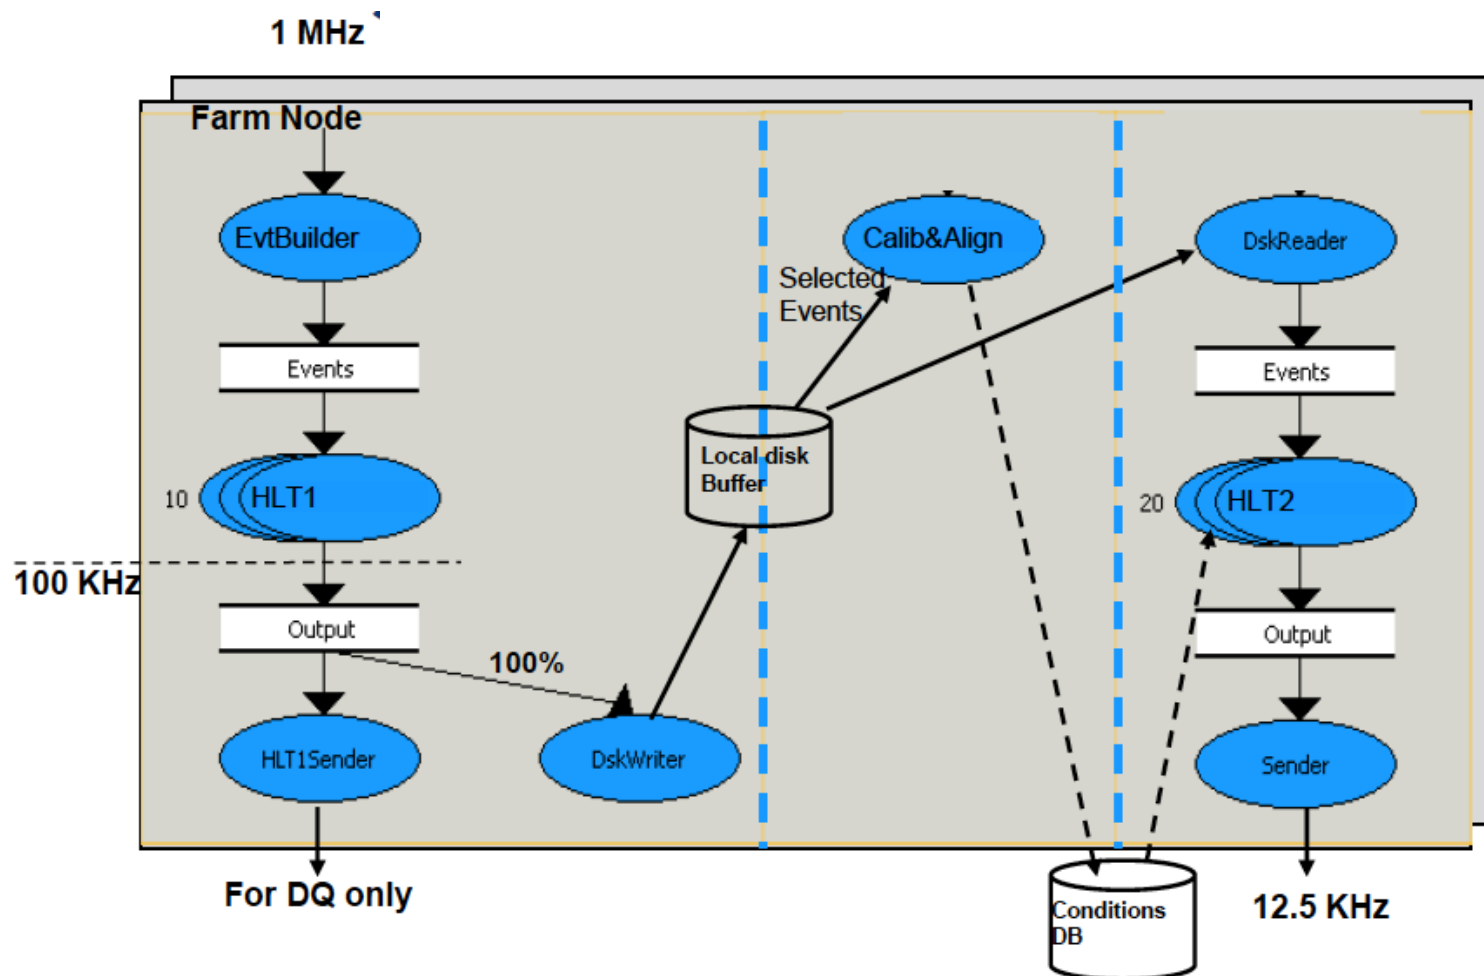 1 MHz
Farm Node
EvtBuilder
Events
10
HLT1
100 KHz
Output
100%
HLT1Sender
DskWriter
For DQ only
Local disk
Buffer
Selected
Events
Calib&Align
Conditions
DB
DskReader
Events
20
HLT2
Output
Sender
12.5 KHz